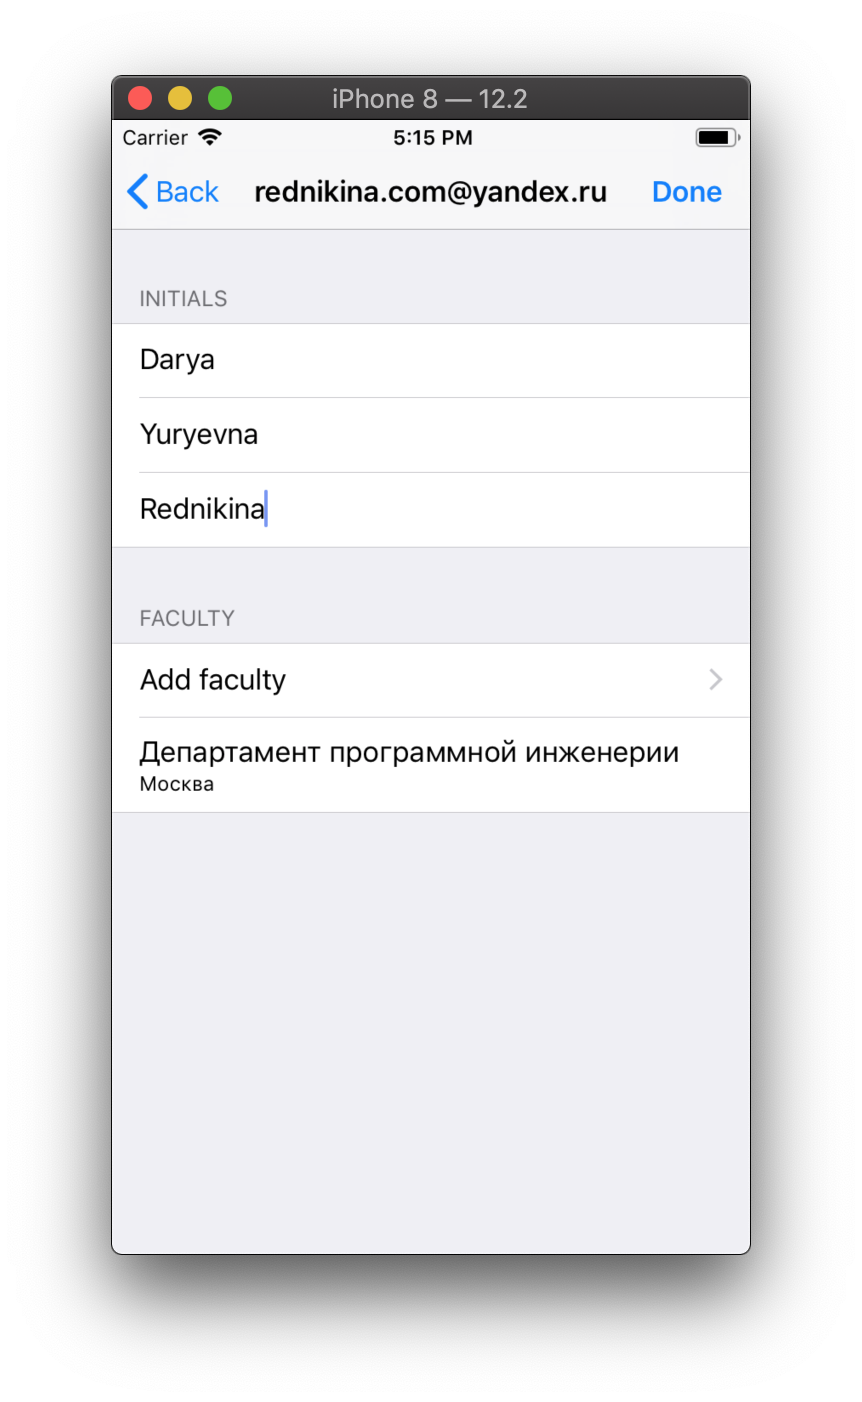 iPhone 8 — 12.2
Carrier 5:15 PM
Back rednikina.com@yandex.ru Done
INITIALS
Darya
Yuryevna
Rednikina
FACULTY
Add faculty
Департамент программной инженерии
Москва